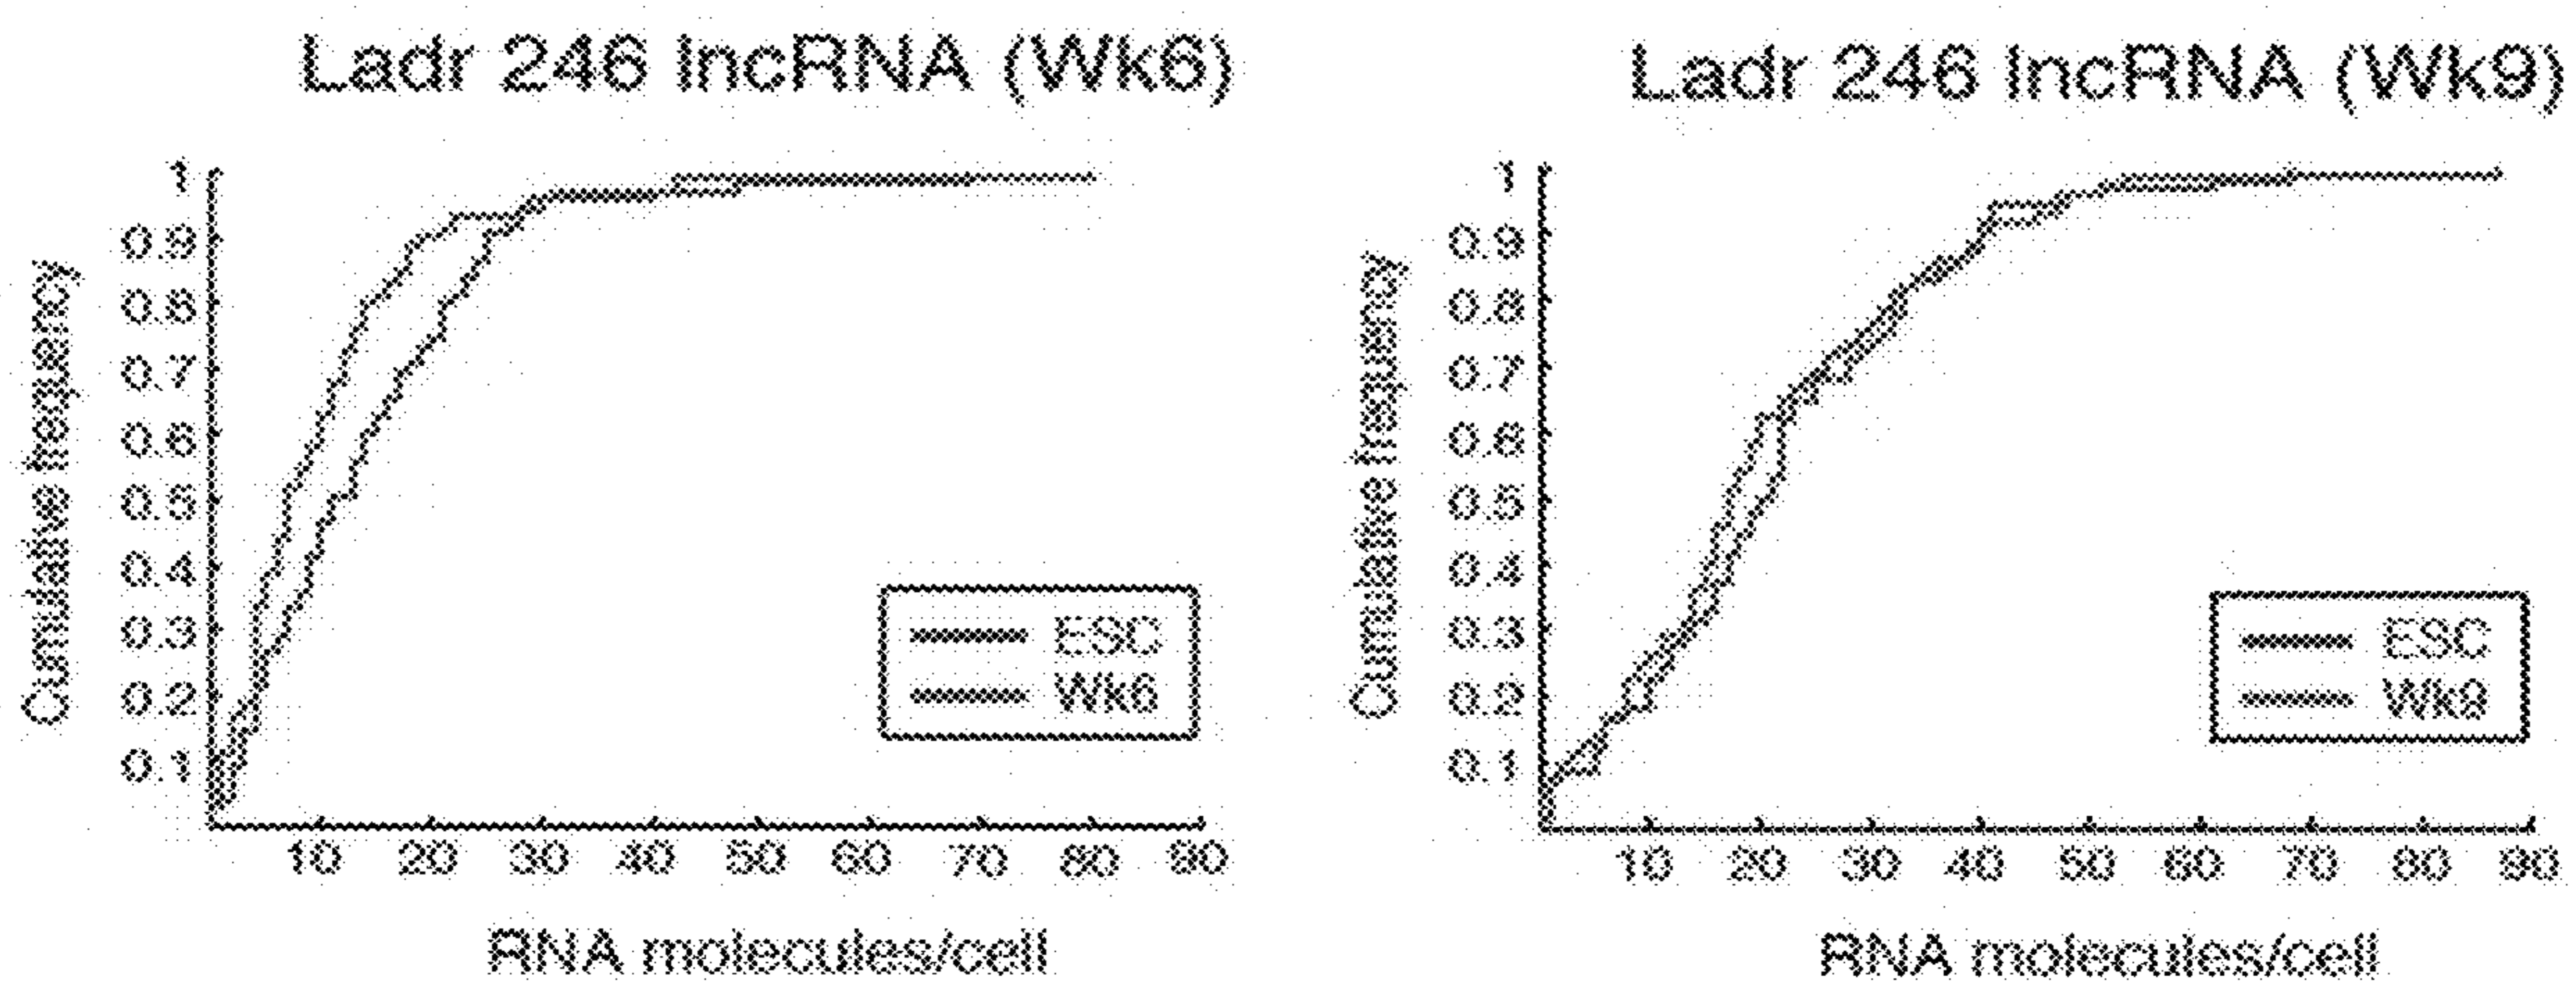 Ladr 246 lncRNA (Wk6)
1
0.9
0.8
0.7
0.6
0.5
0.4
0.3
0.2
0.1
Cumulative frequency
ESC
Wk6
10 20 30 40 50 60 70 80 90
RNA molecules/cell
Ladr 246 lncRNA (Wk9)
1
0.9
0.8
0.7
0.6
0.5
0.4
0.3
0.2
0.1
Cumulative frequency
ESC
Wk9
10 20 30 40 50 60 70 80 90
RNA molecules/cell